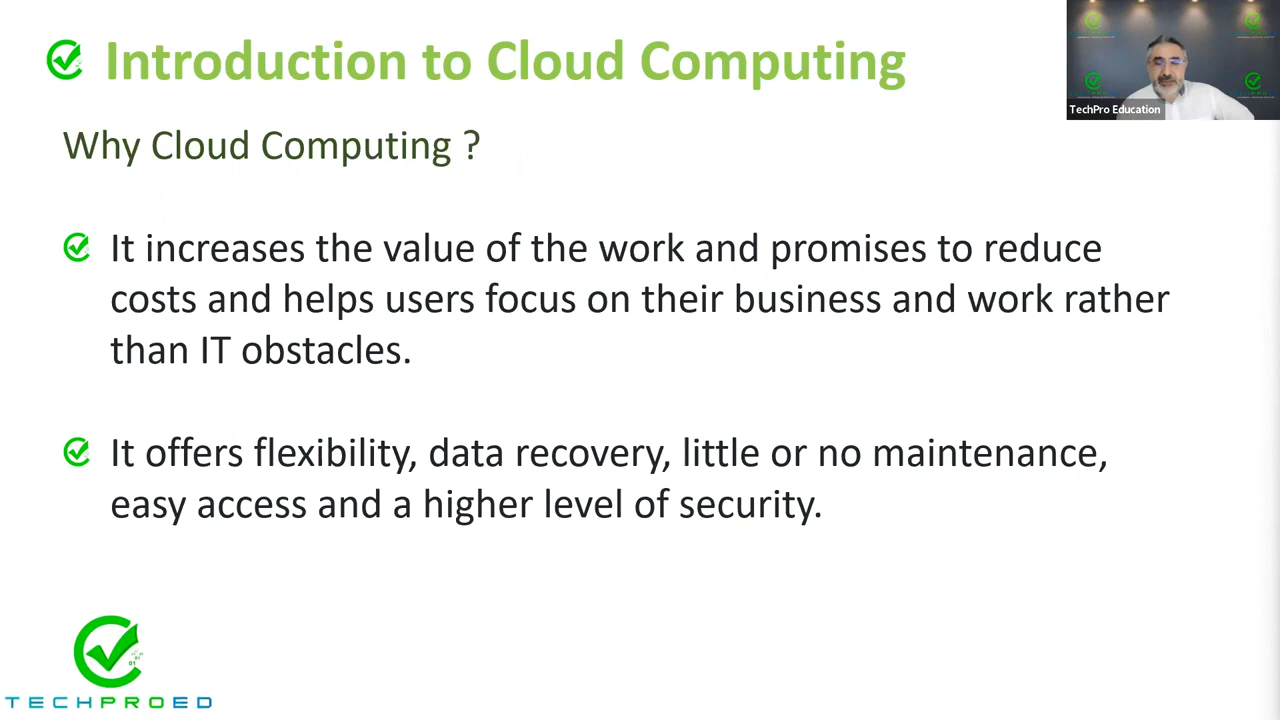 Introduction to Cloud Computing
TechPro Education
Why Cloud Computing ?
It increases the value of the work and promises to reduce
costs and helps users focus on their business and work rather
than IT obstacles.
It offers flexibility, data recovery, little or no maintenance,
easy access and a higher level of security.
TECHPROED